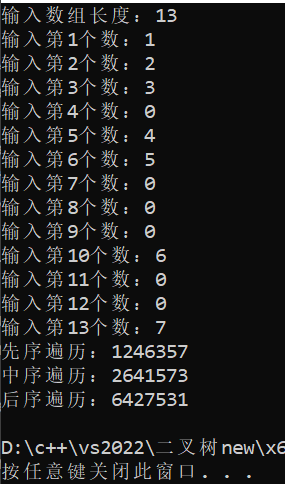 输入数组长度：13
输入第1个数：1
输入第2个数：2
输入第3个数：3
输入第4个数：0
输入第5个数：4
输入第6个数：5
输入第7个数：0
输入第8个数：0
输入第9个数：0
输入第10个数：6
输入第11个数：0
输入第12个数：0
输入第13个数：7
先序遍历：1246357
中序遍历：2641573
后序遍历：6427531
D:\c++\vs2022\二叉树new\x6
按任意键关闭此窗口. . .